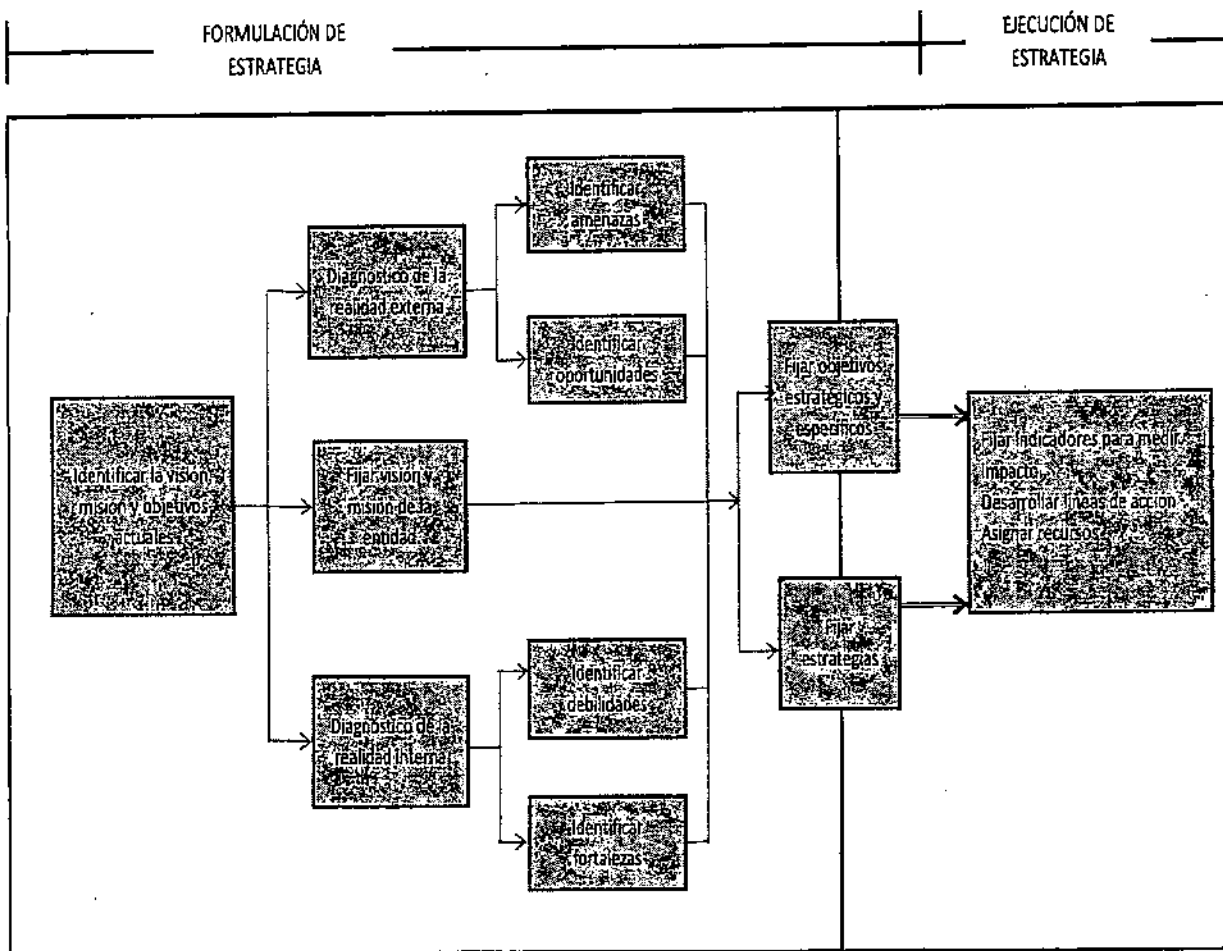 FORMULACIÓN DE
ESTRATEGIA
EJECUCIÓN DE
ESTRATEGIA
Identificar la visión
misión y objetivos
actuales
Diagnostico de la
realidad externa
Fijar visión y
misión de la
entidad
Diagnostico de la
realidad interna
Identificar
amenazas
Identificar
oportunidades
Identificar
debilidades
Identificar
fortalezas
Fijar objetivos
estratégicos y
específicos
Fijar
estrategias
Fijar indicadores para medir
impacto
Desarrollar líneas de acción
Asignar recursos